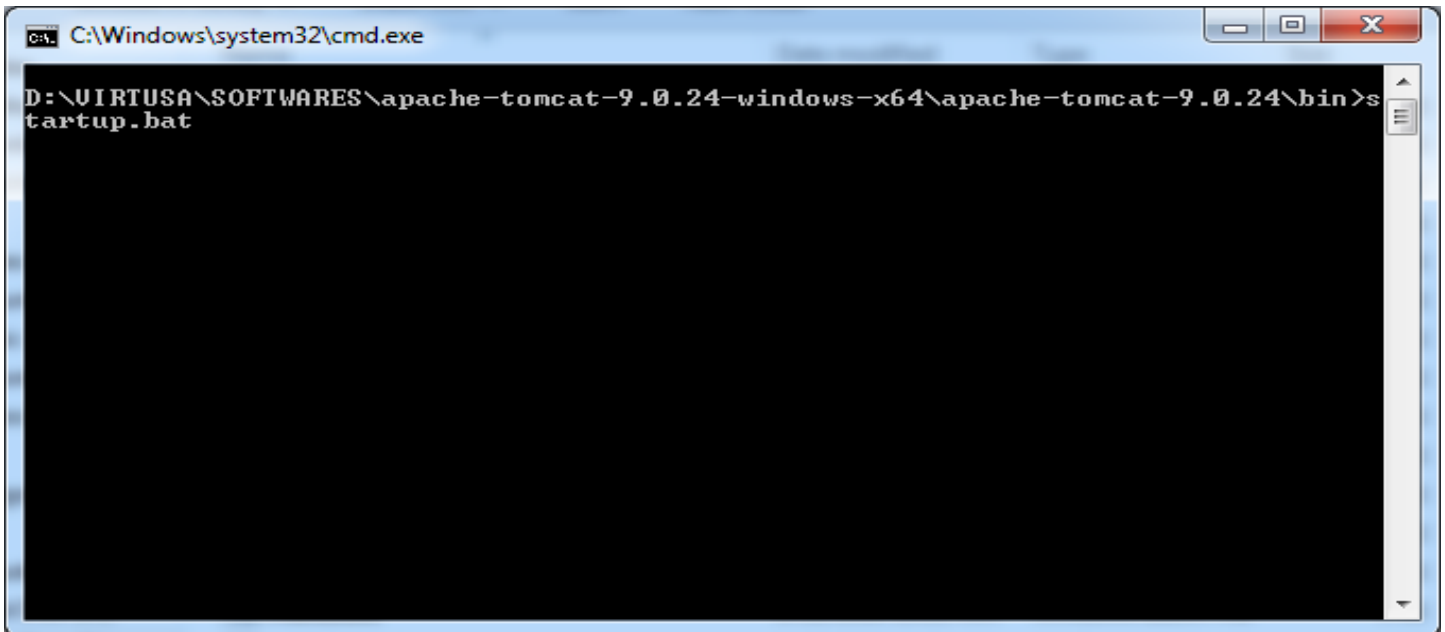 C:\Windows\system32\cmd.exe
D:\VIRTUSA\SOFTWARES\apache-tomcat-9.0.24-windows-x64\apache-tomcat-9.0.24\bin>s
tartup.bat